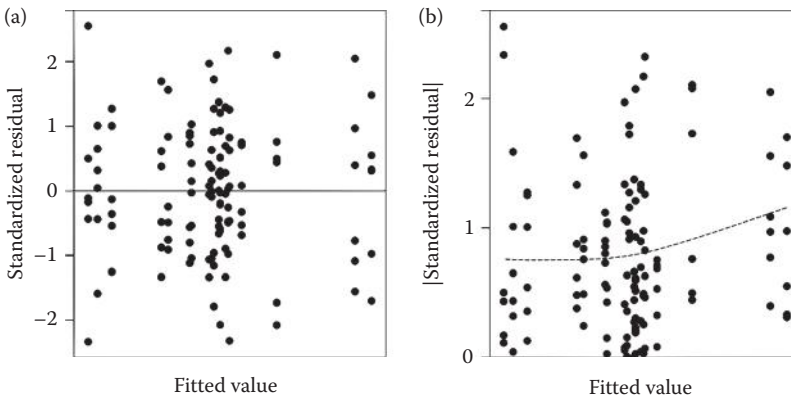 (a)
Standardized residual
2
1
0
−1
−2
Fitted value
(b)
|Standardized residual|
2
1
0
Fitted value